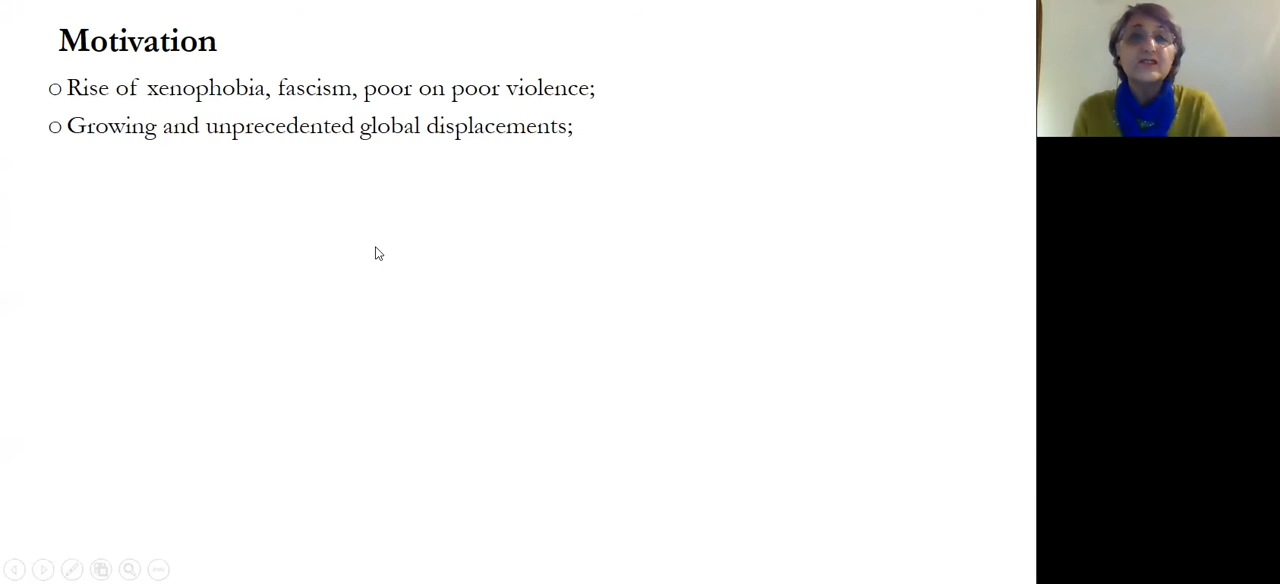 Motivation
○ Rise of xenophobia, fascism, poor on poor violence;
○ Growing and unprecedented global displacements;